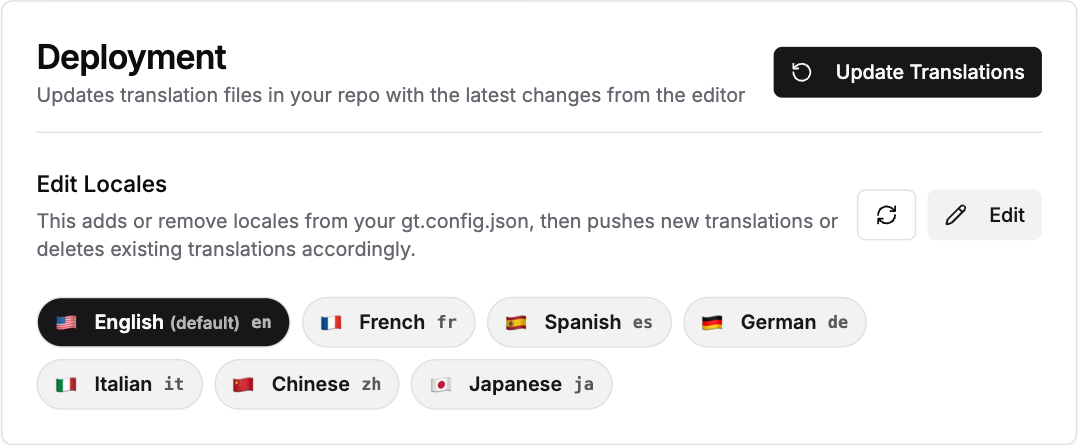 Deployment
Updates translation files in your repo with the latest changes from the editor
Update Translations
Edit Locales
This adds or remove locales from your gt.config.json, then pushes new translations or
deletes existing translations accordingly.
Edit
English (default) en
French fr
Spanish es
German de
Italian it
Chinese zh
Japanese ja